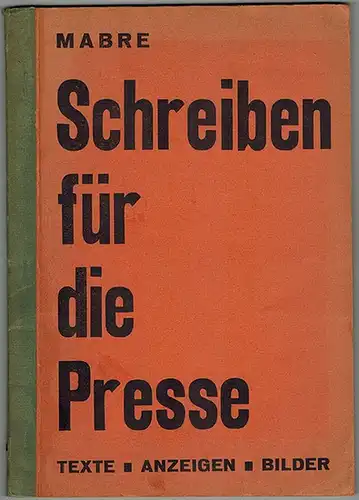 MABRE
Schreiben
für
die
Presse
TEXTE ■ ANZEIGEN ■ BILDER